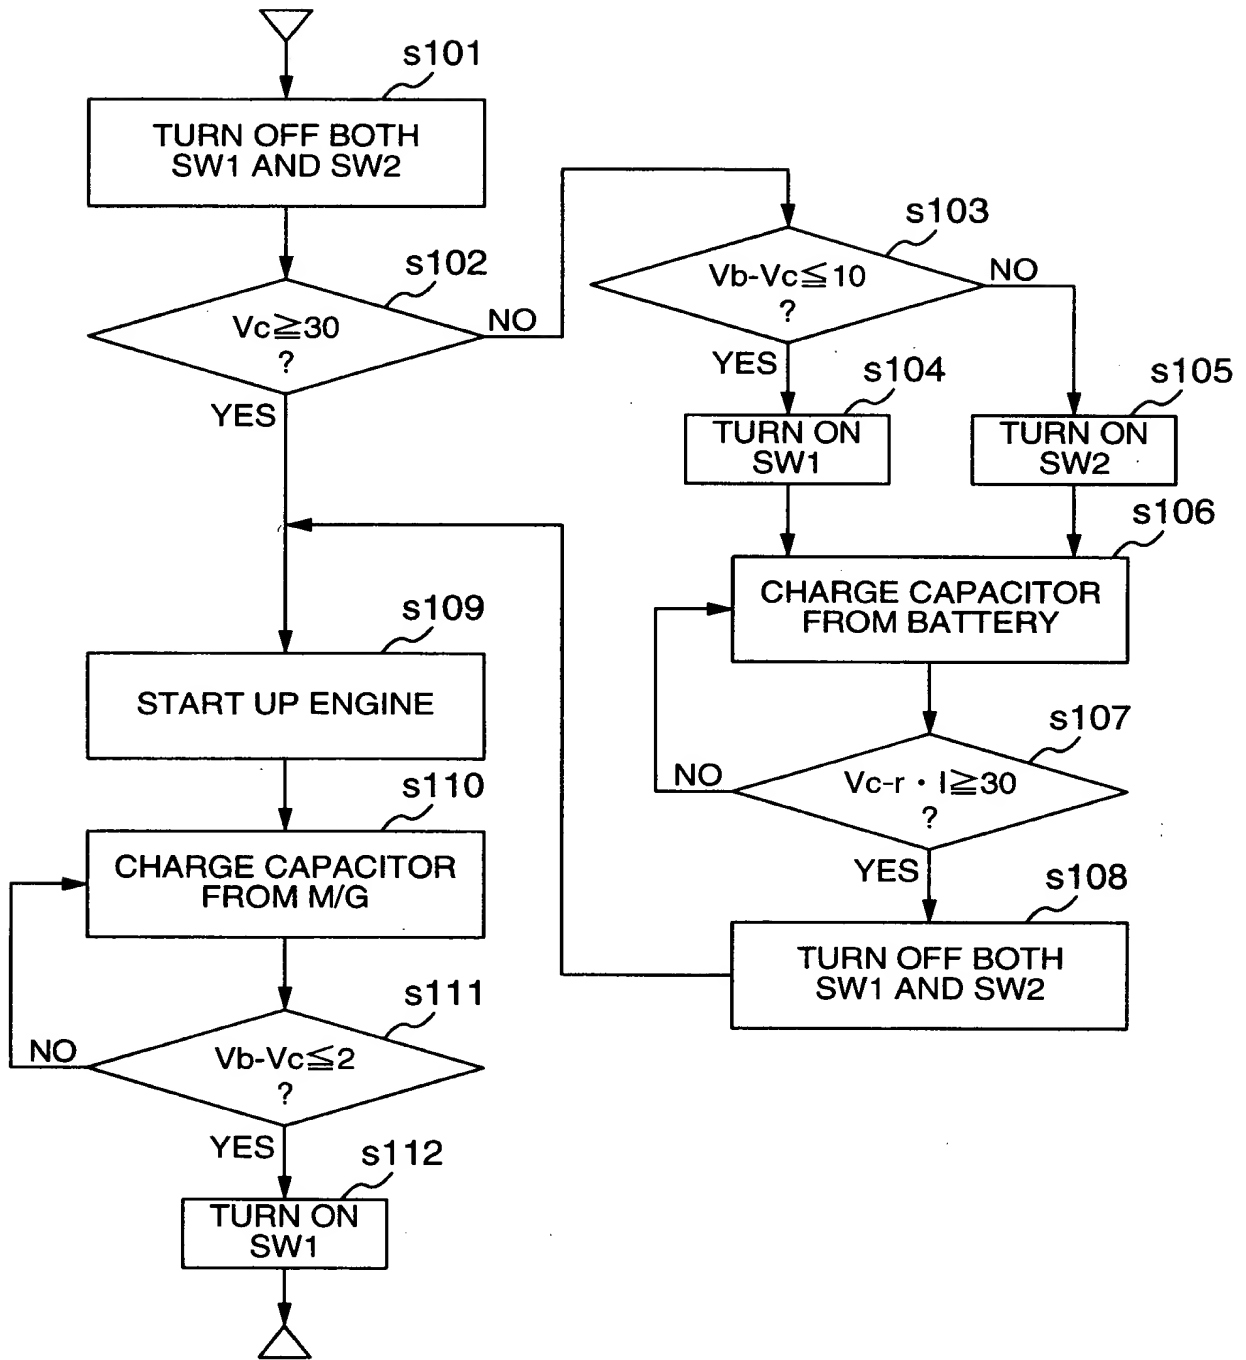 s101
TURN OFF BOTH
SW1 AND SW2
s102
Vc≧30
?
NO
YES
s103
Vb-Vc≦10
?
NO
YES
s104
TURN ON
SW1
s105
TURN ON
SW2
s106
CHARGE CAPACITOR
FROM BATTERY
s107
Vc-r・I≧30
?
NO
YES
s108
TURN OFF BOTH
SW1 AND SW2
s109
START UP ENGINE
s110
CHARGE CAPACITOR
FROM M/G
s111
Vb-Vc≦2
?
NO
YES
s112
TURN ON
SW1